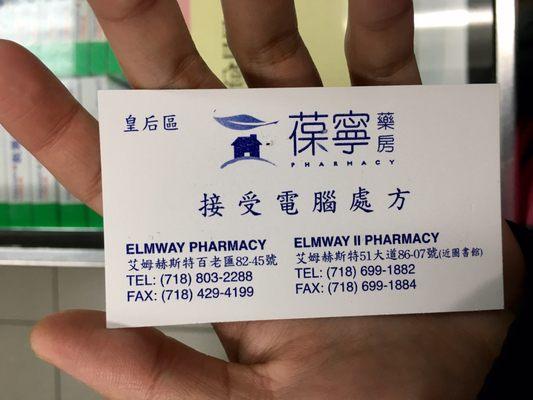 皇后區
葆寧 藥房
PHARMACY
接受電腦處方
ELMWAY PHARMACY
艾姆赫斯特百老匯82-45號
TEL: (718) 803-2288
FAX: (718) 429-4199
ELMWAY II PHARMACY
艾姆赫斯特51大道86-07號(近圖書館)
TEL: (718) 699-1882
FAX: (718) 699-1884